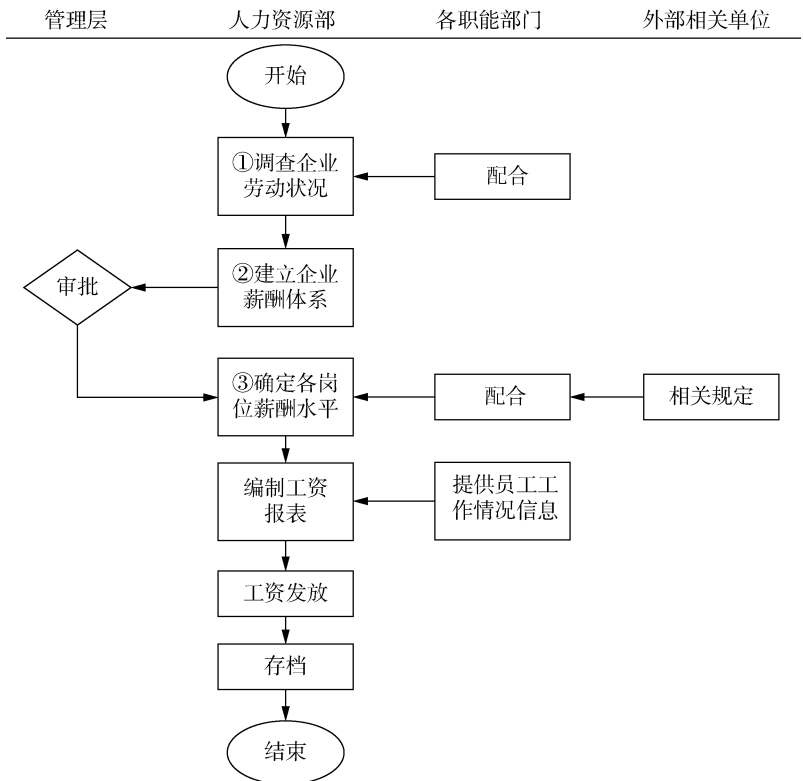 管理层 人力资源部 各职能部门 外部相关单位
开始
①调查企业
劳动状况
配合
审批
②建立企业
薪酬体系
③确定各岗
位薪酬水平
配合
相关规定
编制工资
报表
提供员工工
作情况信息
工资发放
存档
结束